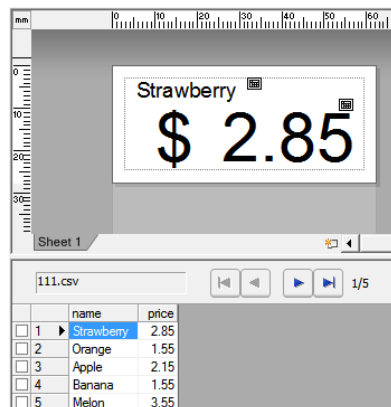 mm
0 10 20 30 40 50 60
0
10
20
30
Strawberry
$ 2.85
Sheet 1
111.csv
1/5
name price
1 Strawberry 2.85
2 Orange 1.55
3 Apple 2.15
4 Banana 1.55
5 Melon 3.55